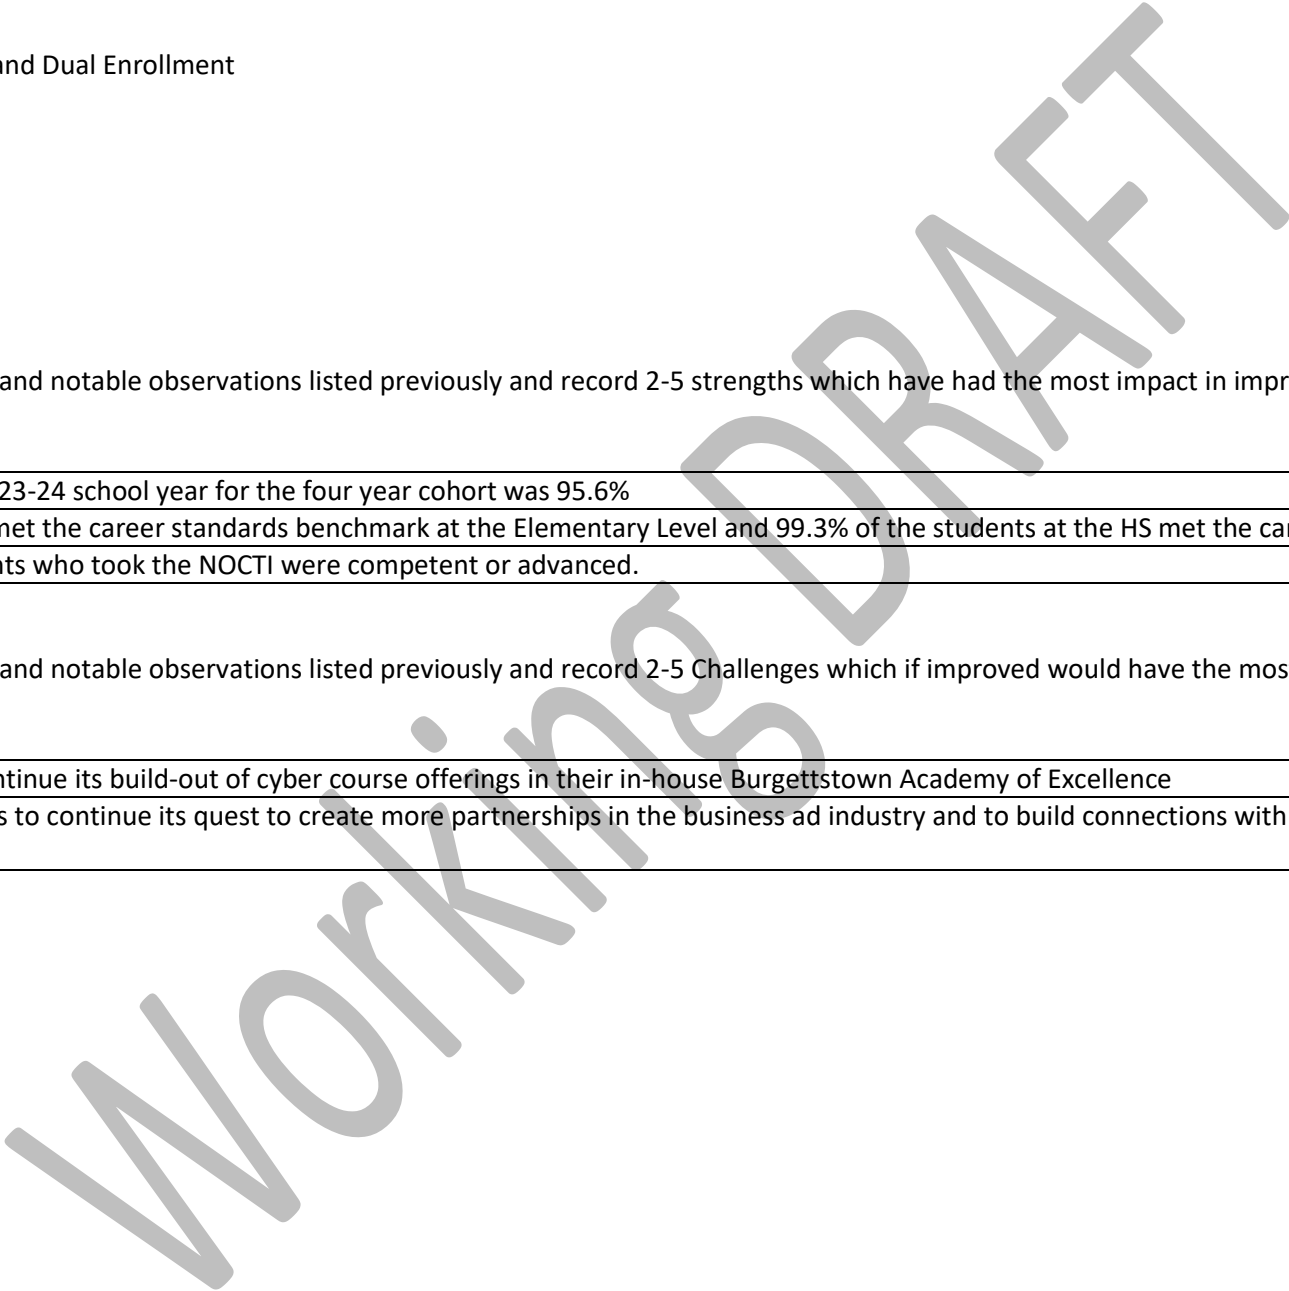 and Dual Enrollment
and notable observations listed previously and record 2-5 strengths which have had the most impact in impr
23-24 school year for the four year cohort was 95.6%
met the career standards benchmark at the Elementary Level and 99.3% of the students at the HS met the car
nts who took the NOCTI were competent or advanced.
and notable observations listed previously and record 2-5 Challenges which if improved would have the mos
ntinue its build-out of cyber course offerings in their in-house Burgettstown Academy of Excellence
s to continue its quest to create more partnerships in the business ad industry and to build connections with
Working DRAFT